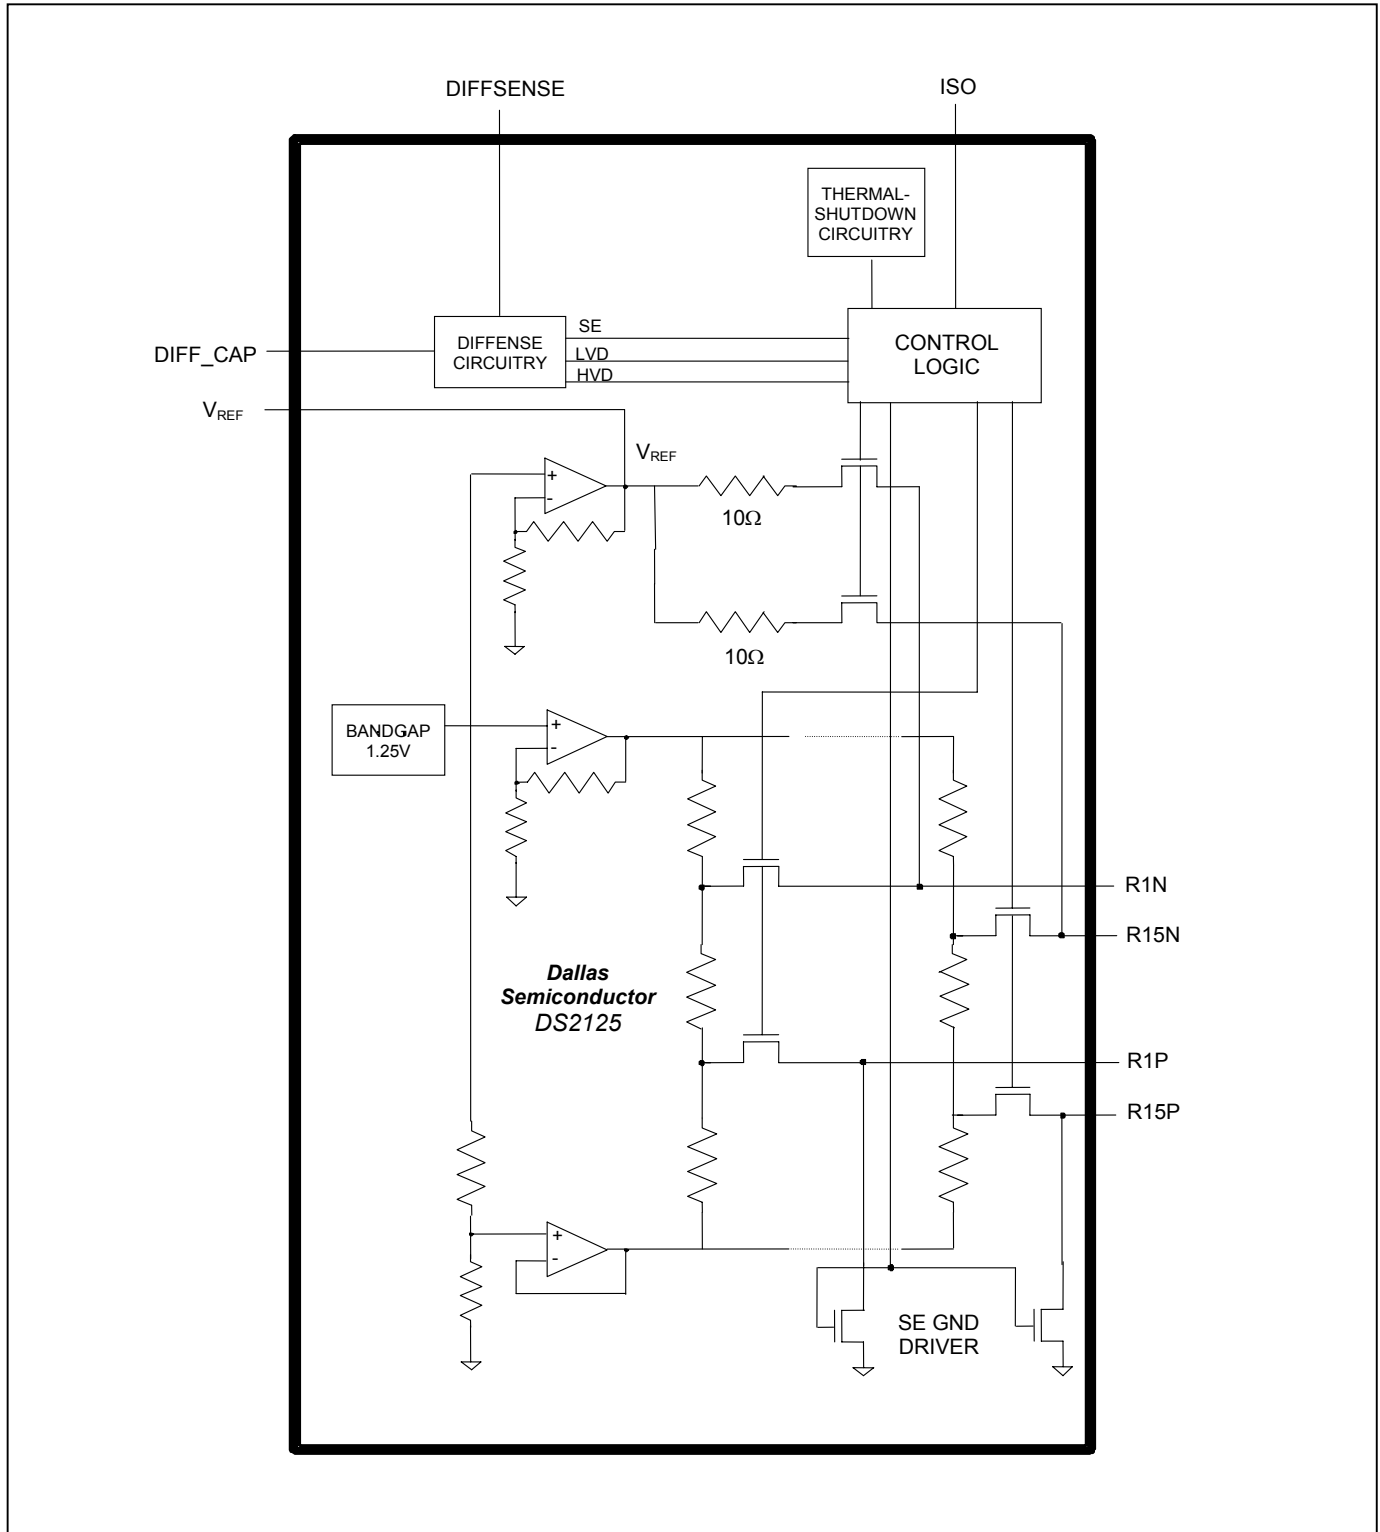 DIFFSENSE
ISO
THERMAL-
SHUTDOWN
CIRCUITRY
DIFF_CAP
DIFFENSE
CIRCUITRY
SE
LVD
HVD
CONTROL
LOGIC
VREF
VREF
+
-
10Ω
10Ω
BANDGAP
1.25V
+
-
R1N
R15N
Dallas
Semiconductor
DS2125
R1P
R15P
+
-
SE GND
DRIVER